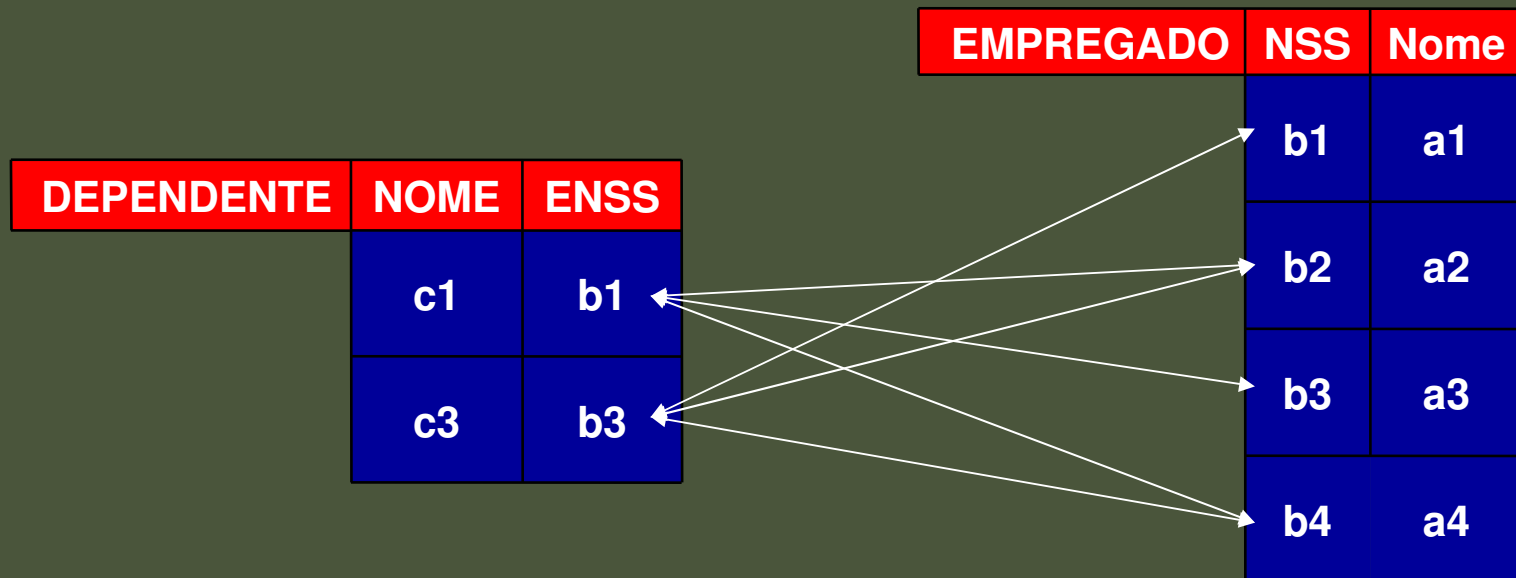 EMPREGADO NSS Nome
b1 a1
b2 a2
b3 a3
b4 a4
DEPENDENTE NOME ENSS
c1 b1
c3 b3